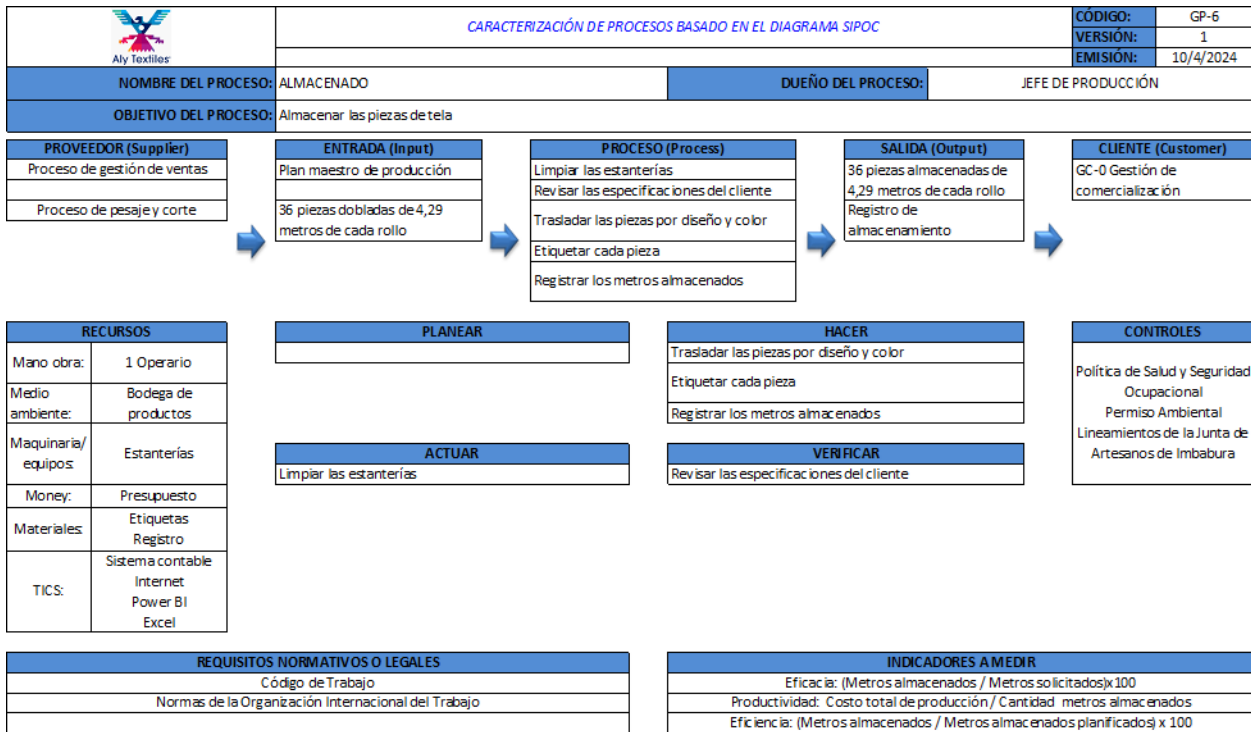 Aly Textiles
CARACTERIZACIÓN DE PROCESOS BASADO EN EL DIAGRAMA SIPOC
CÓDIGO: GP-6
VERSIÓN: 1
EMISIÓN: 10/4/2024
NOMBRE DEL PROCESO: ALMACENADO
DUEÑO DEL PROCESO: JEFE DE PRODUCCIÓN
OBJETIVO DEL PROCESO: Almacenar las piezas de tela
PROVEEDOR (Supplier)
Proceso de gestión de ventas
Proceso de pesaje y corte
ENTRADA (Input)
Plan maestro de producción
36 piezas dobladas de 4,29
metros de cada rollo
PROCESO (Process)
Limpiar las estanterías
Revisar las especificaciones del cliente
Trasladar las piezas por diseño y color
Etiquetar cada pieza
Registrar los metros almacenados
SALIDA (Output)
36 piezas almacenadas de
4,29 metros de cada rollo
Registro de
almacenamiento
CLIENTE (Customer)
GC-0 Gestión de
comercialización
RECURSOS
Mano obra: 1 Operario
Medio
ambiente:
Bodega de
productos
Maquinaria/
equipos:
Estanterías
Money: Presupuesto
Materiales:
Etiquetas
Registro
TICS:
Sistema contable
Internet
Power BI
Excel
PLANEAR
HACER
Trasladar las piezas por diseño y color
Etiquetar cada pieza
Registrar los metros almacenados
ACTUAR
Limpiar las estanterías
VERIFICAR
Revisar las especificaciones del cliente
CONTROLES
Política de Salud y Seguridad
Ocupacional
Permiso Ambiental
Lineamientos de la Junta de
Artesanos de Imbabura
REQUISITOS NORMATIVOS O LEGALES
Código de Trabajo
Normas de la Organización Internacional del Trabajo
INDICADORES A MEDIR
Eficacia: (Metros almacenados / Metros solicitados)x100
Productividad: Costo total de producción / Cantidad metros almacenados
Eficiencia: (Metros almacenados / Metros almacenados planificados) x 100